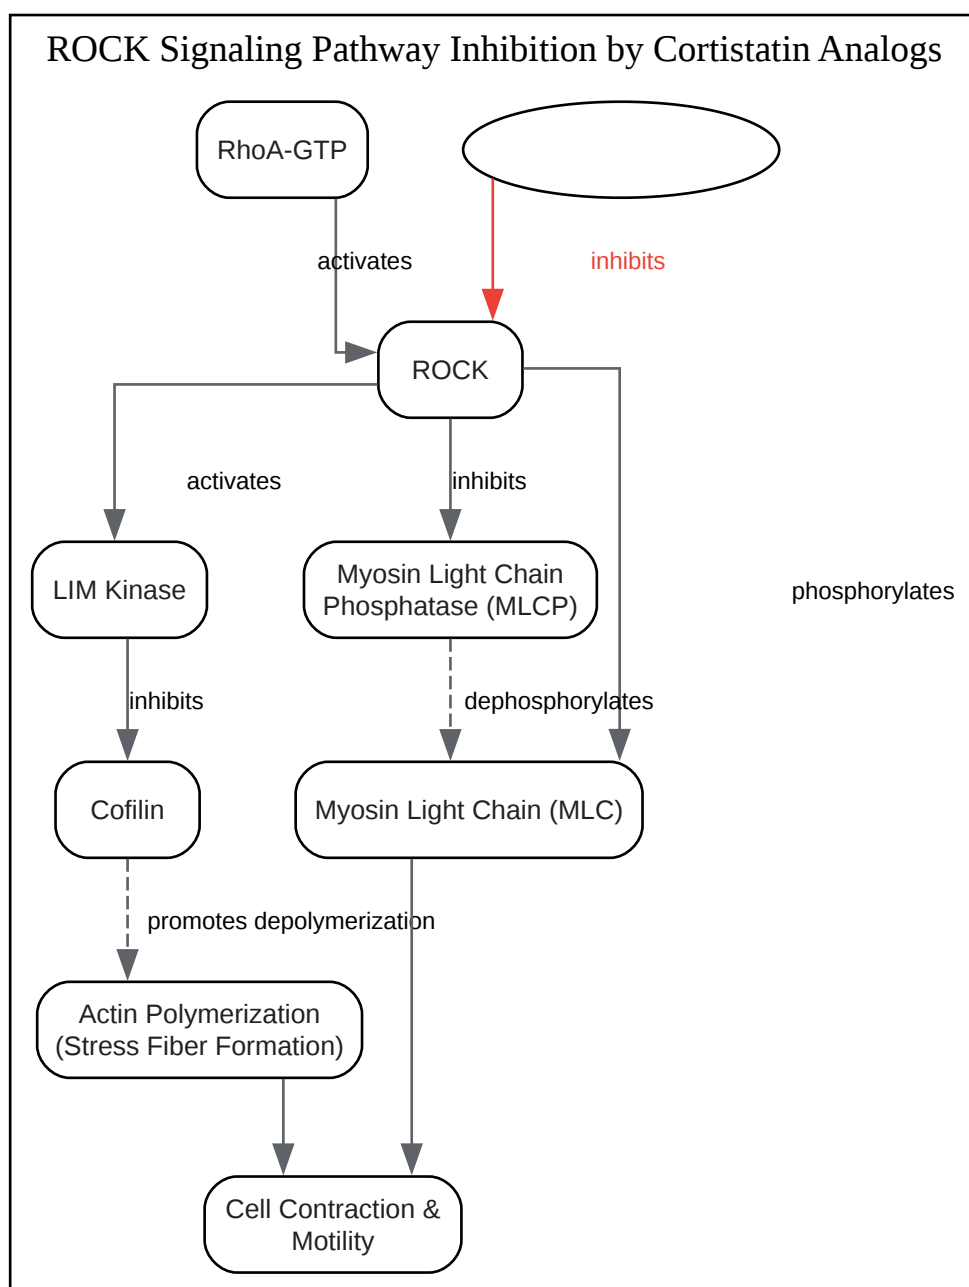 ROCK Signaling Pathway Inhibition by Cortistatin Analogs
RhoA-GTP
activates
inhibits
ROCK
activates
inhibits
LIM Kinase
Myosin Light Chain
Phosphatase (MLCP)
phosphorylates
inhibits
dephosphorylates
Cofilin
Myosin Light Chain (MLC)
promotes depolymerization
Actin Polymerization
(Stress Fiber Formation)
Cell Contraction &
Motility